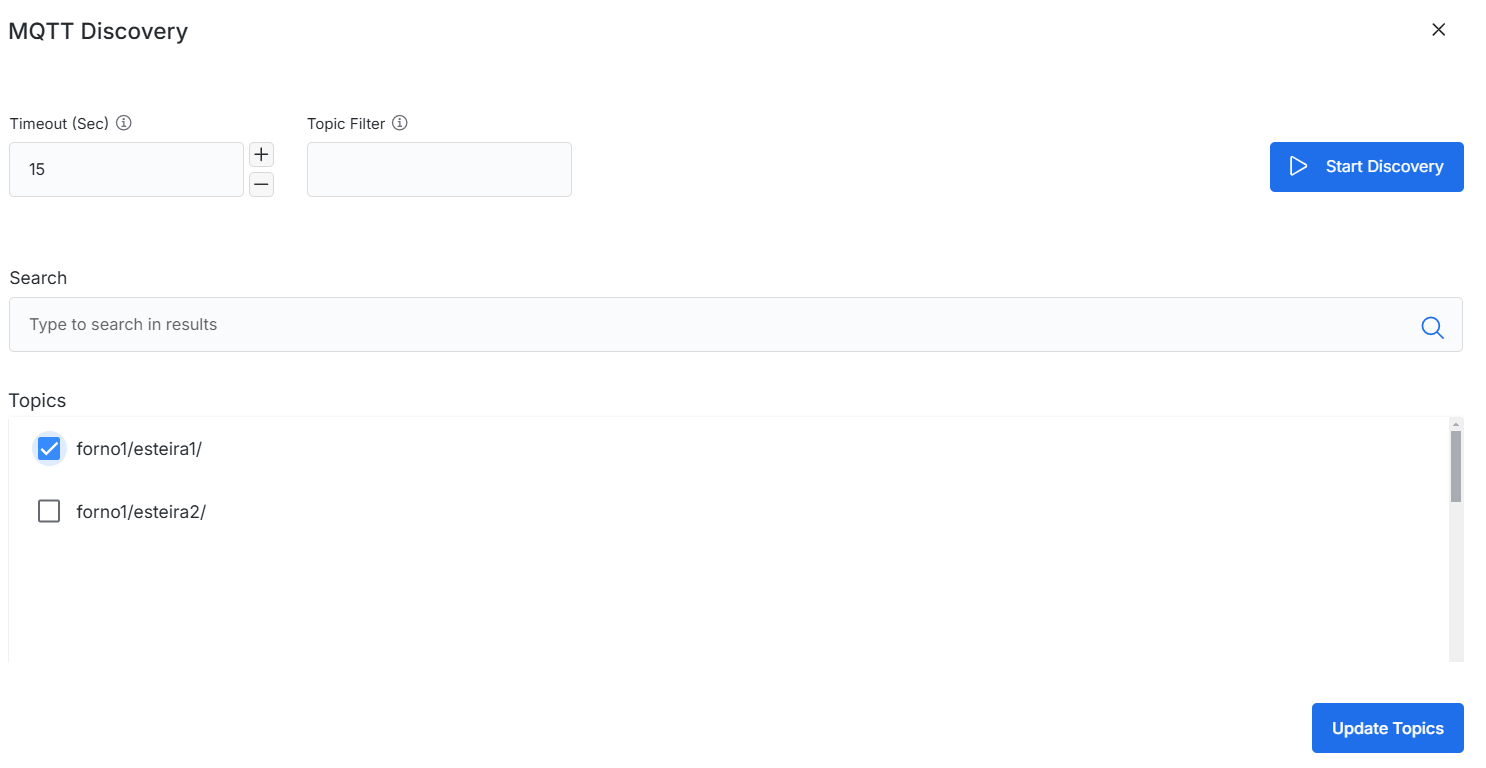 MQTT Discovery
Timeout (Sec)
Topic Filter
15
Start Discovery
Search
Type to search in results
Topics
forno1/esteira1/
forno1/esteira2/
Update Topics